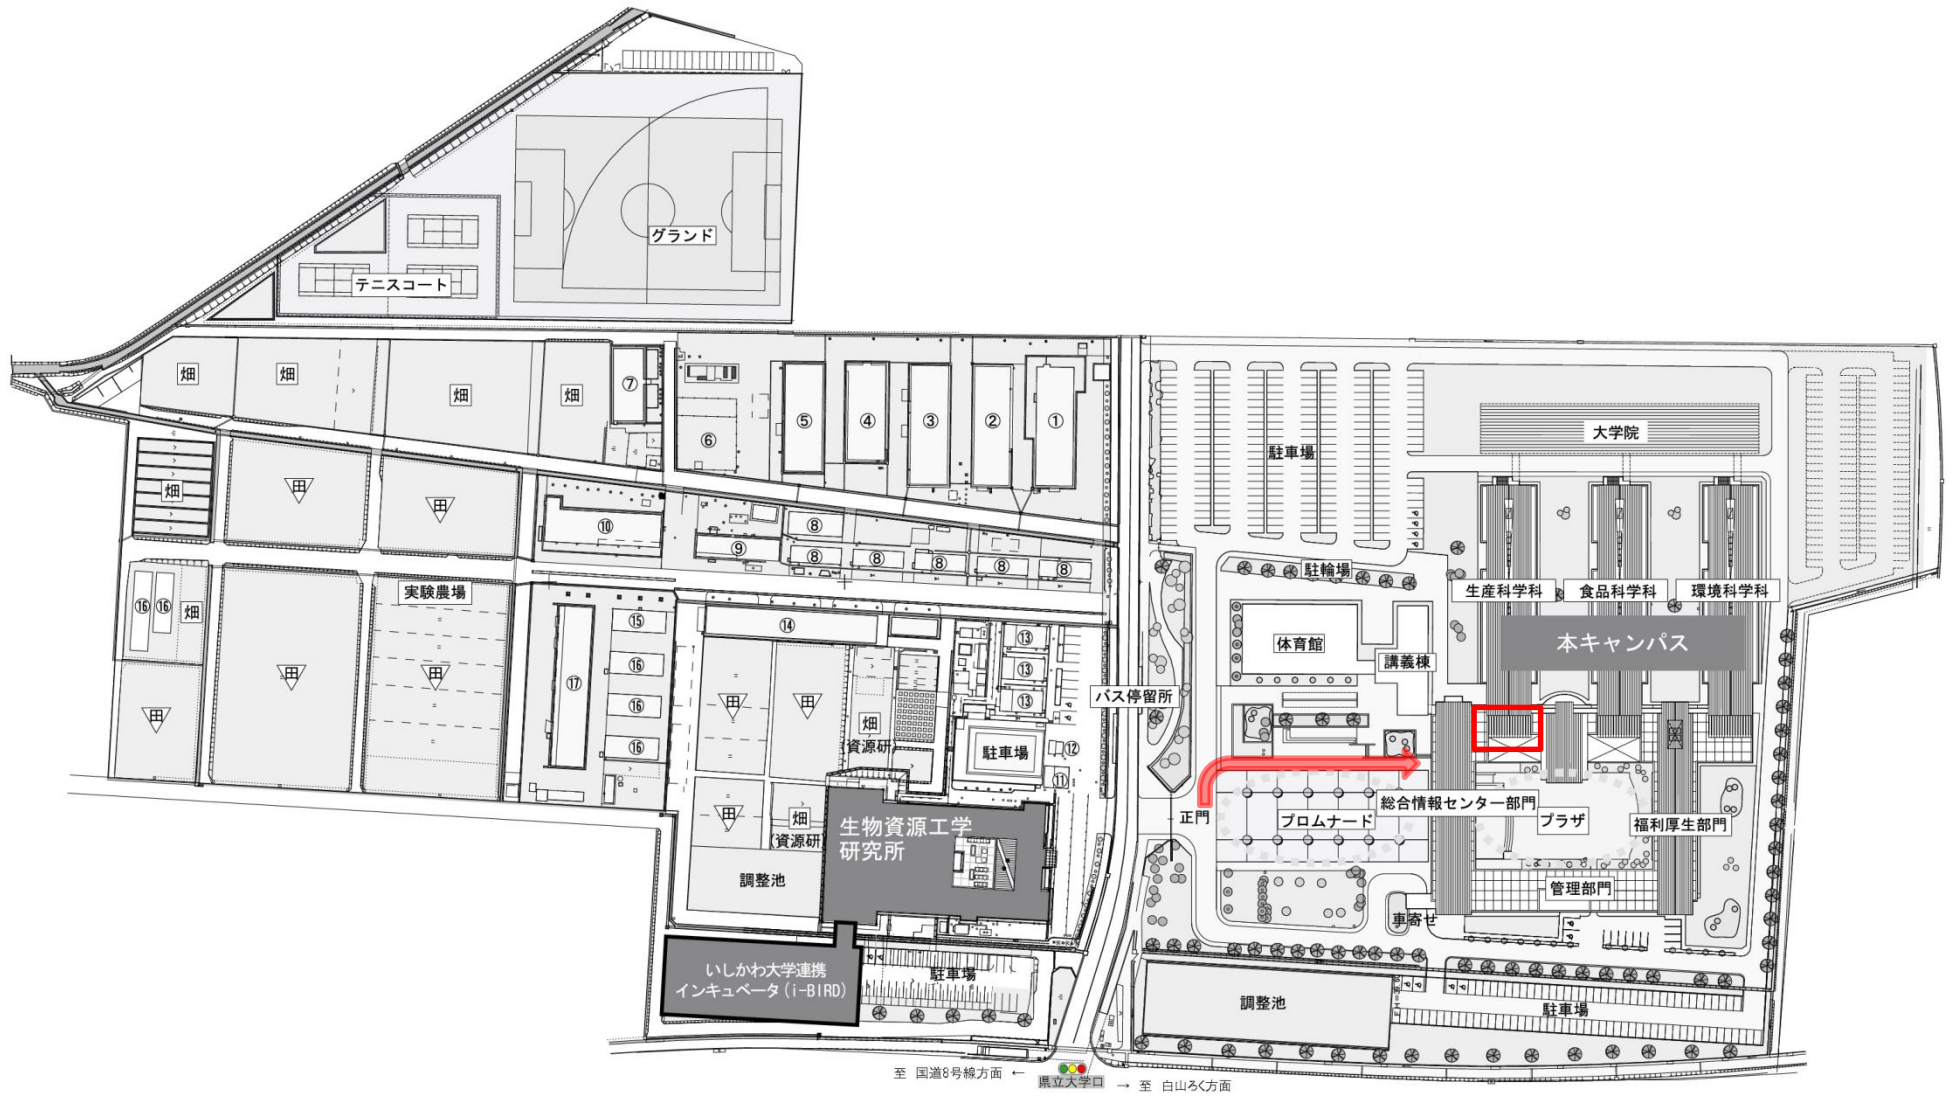 グランド
テニスコート
畑
畑
畑
畑
⑦
⑥
⑤
④
③
②
①
駐車場
大学院
畑
田
田
⑩
⑨
⑧
⑧
⑧
⑧
⑧
⑧
駐輪場
生産科学科
食品科学科
環境科学科
⑯
⑯
畑
実験農場
⑮
⑭
⑬
体育館
本キャンパス
講義棟
田
田
⑰
⑯
⑯
⑯
田
田
畑
(資源研)
⑬
⑬
バス停留所
田
駐車場
⑫
⑪
田
畑
(資源研)
生物資源工学
研究所
正門
プロムナード
総合情報センター部門
プラザ
福利厚生部門
調整池
管理部門
車寄せ
いしかわ大学連携
インキュベータ(i-BIRD)
駐車場
調整池
駐車場
至 国道8号線方面 ←
県立大学口
→ 至 白山ろく方面